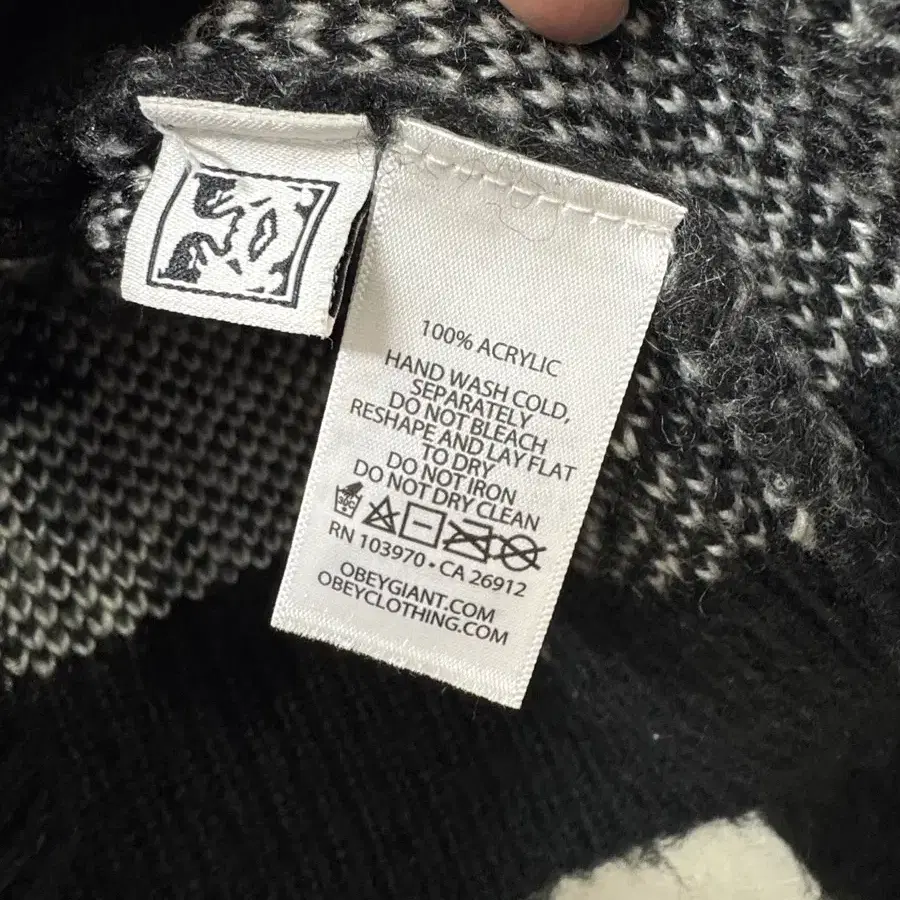 100% ACRYLIC
HAND WASH COLD,
SEPARATELY
DO NOT BLEACH
RESHAPE AND LAY FLAT
TO DRY
DO NOT IRON
DO NOT DRY CLEAN
30C
RN 103970 • CA 26912
OBEYGIANT.COM
OBEYCLOTHING.COM